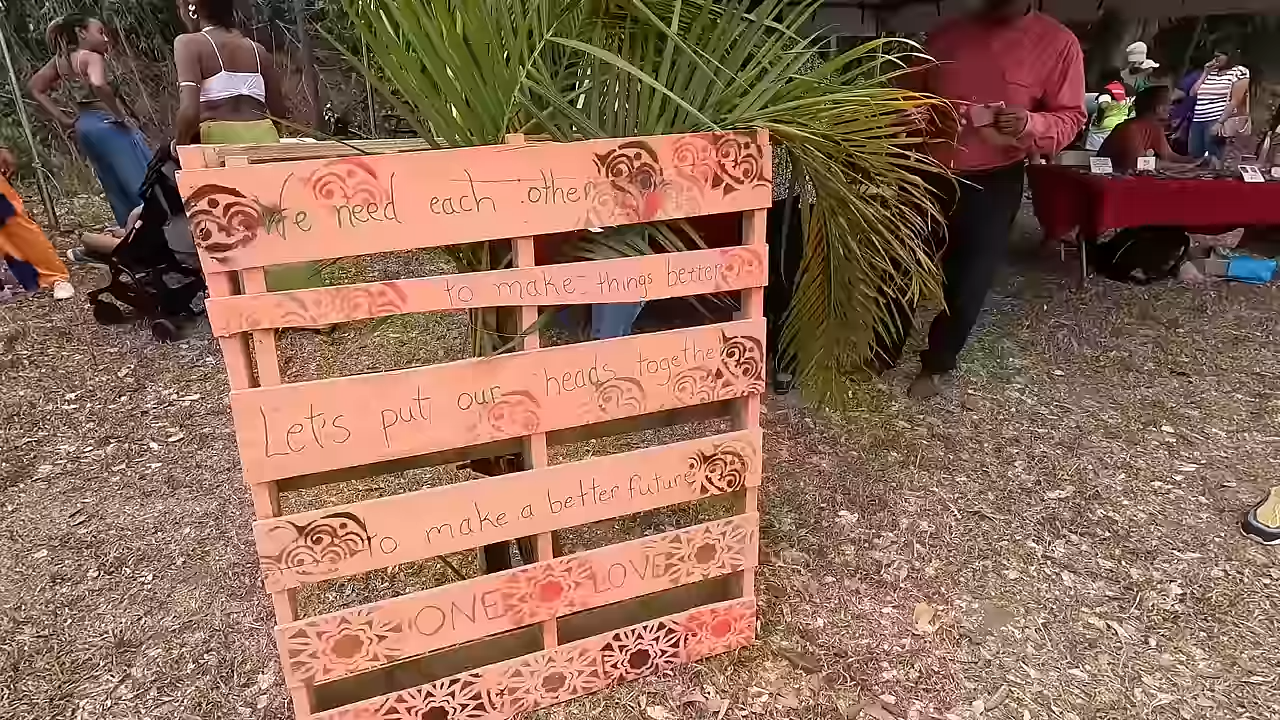 We need each other
to make things better
Let's put our heads together
to make a better future
ONE LOVE